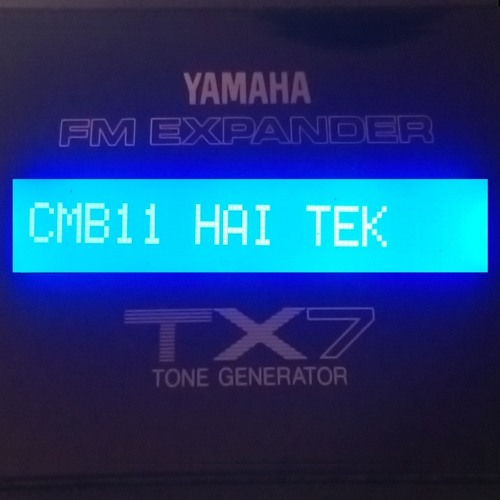 YAMAHA
FM EXPANDER
CMB11 HAI TEK
TX7
TONE GENERATOR